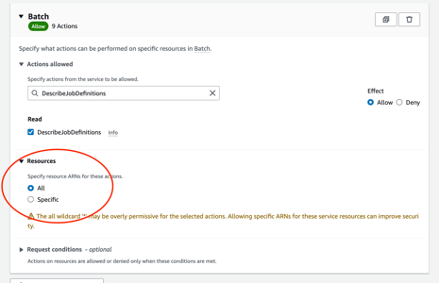 Batch
Allow 9 Actions
Specify what actions can be performed on specific resources in Batch.
Actions allowed
Specify actions from the service to be allowed.
DescribeJobDefinitions
Effect
Allow Deny
Read
DescribeJobDefinitions Info
Resources
Specify resource ARNs for these actions.
All
Specific
The all wildcard '*' may be overly permissive for the selected actions. Allowing specific ARNs for these service resources can improve securi
ty.
Request conditions - optional
Actions on resources are allowed or denied only when these conditions are met.